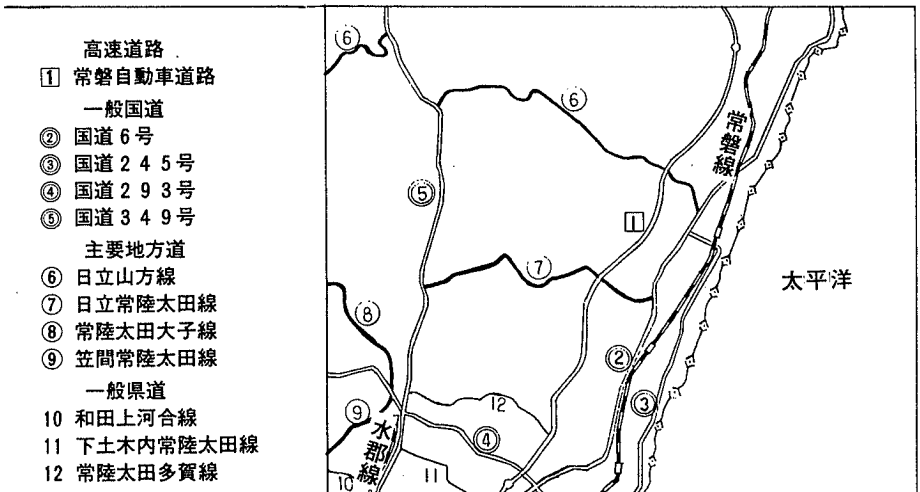 高速道路
1 常磐自動車道路
一般国道
② 国道6号
③ 国道245号
④ 国道293号
⑤ 国道349号
主要地方道
⑥ 日立山方線
⑦ 日立常陸太田線
⑧ 常陸太田大子線
⑨ 笠間常陸太田線
一般県道
10 和田上河合線
11 下土木内常陸太田線
12 常陸太田多賀線
⑥
⑥
常磐線
⑤
1
⑦
太平洋
⑧
②
⑨
12
③
水郡線
④
10
11